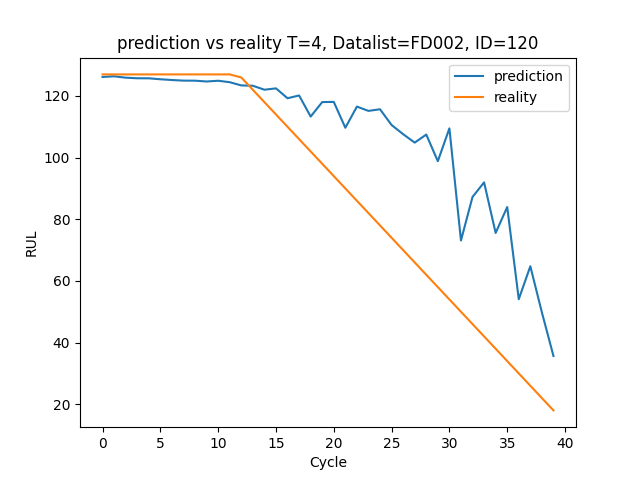 prediction vs reality T=4, Datalist=FD002, ID=120
prediction
reality
RUL
120
100
80
60
40
20
0 5 10 15 20 25 30 35 40
Cycle